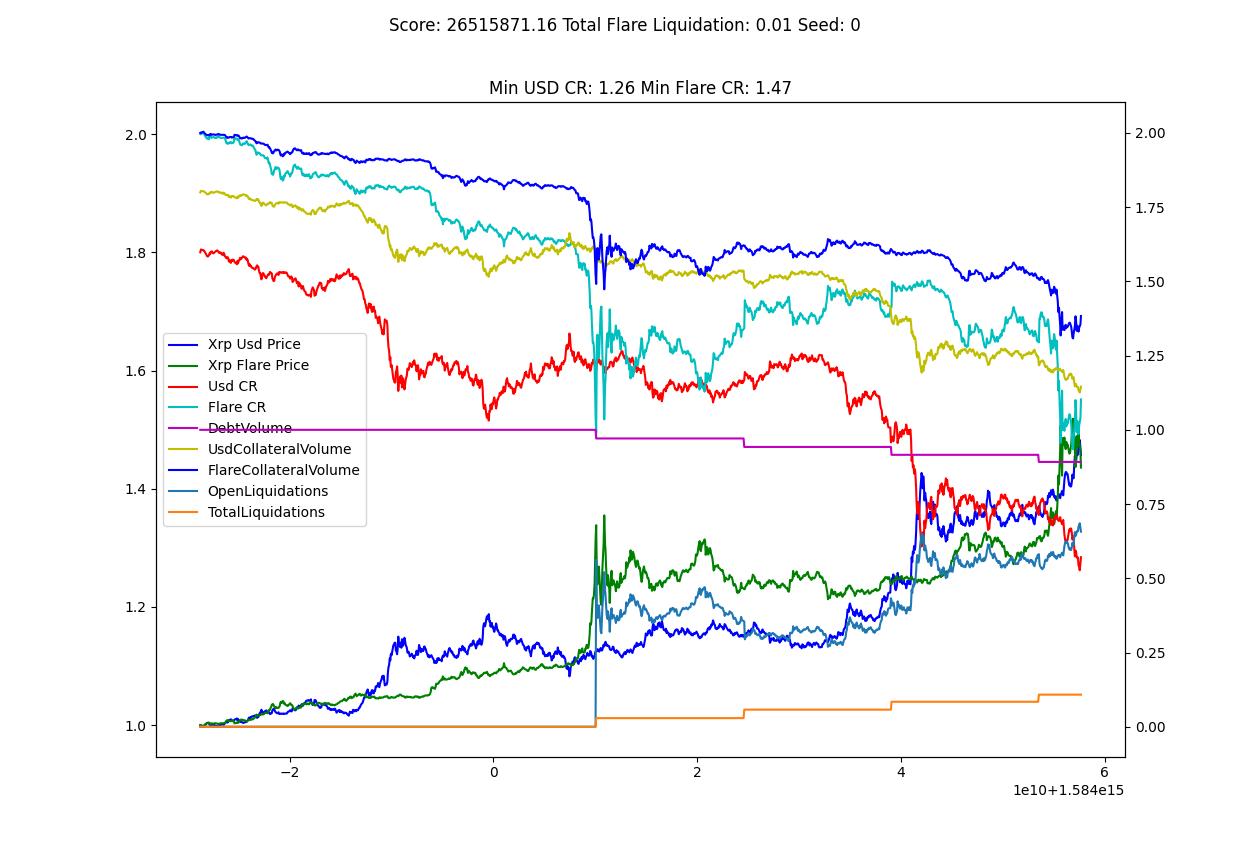 Score: 26515871.16 Total Flare Liquidation: 0.01 Seed: 0
Min USD CR: 1.26 Min Flare CR: 1.47
2.0
1.8
1.6
1.4
1.2
1.0
2.00
1.75
1.50
1.25
1.00
0.75
0.50
0.25
0.00
Xrp Usd Price
Xrp Flare Price
Usd CR
Flare CR
DebtVolume
UsdCollateralVolume
FlareCollateralVolume
OpenLiquidations
TotalLiquidations
−2 0 2 4 6
1e10+1.584e15